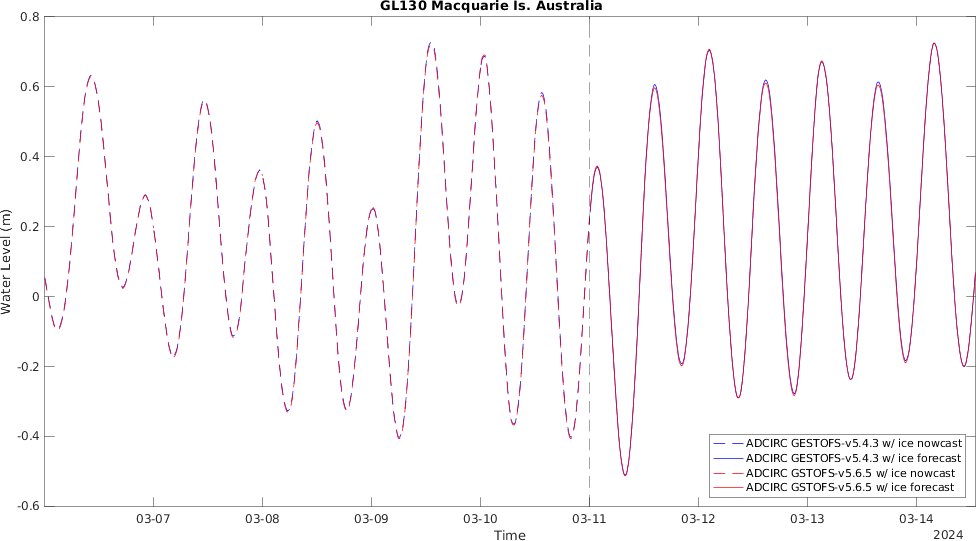 GL130 Macquarie Is. Australia
0.8
0.6
0.4
0.2
0
-0.2
-0.4
-0.6
Water Level (m)
ADCIRC GESTOFS-v5.4.3 w/ ice nowcast
ADCIRC GESTOFS-v5.4.3 w/ ice forecast
ADCIRC GSTOFS-v5.6.5 w/ ice nowcast
ADCIRC GSTOFS-v5.6.5 w/ ice forecast
03-07 03-08 03-09 03-10 03-11 03-12 03-13 03-14
Time
2024